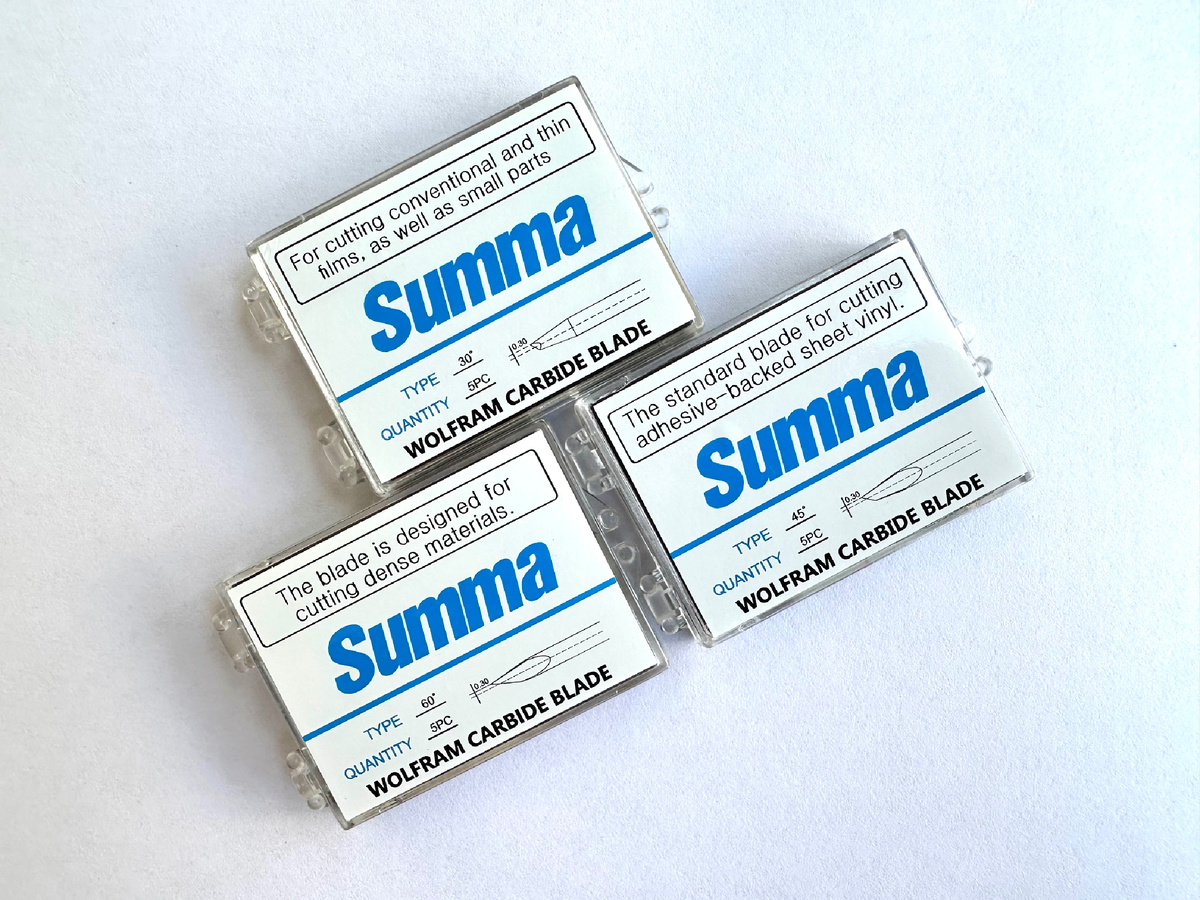 For cutting conventional and thin
films, as well as small parts
Summa
0.30
TYPE 30°
QUANTITY 5PC
WOLFRAM CARBIDE BLADE
The standard blade for cutting
adhesive-backed sheet vinyl.
Summa
0.30
TYPE 45°
QUANTITY 5PC
WOLFRAM CARBIDE BLADE
The blade is designed for
cutting dense materials.
Summa
0.30
TYPE 60°
QUANTITY 5PC
WOLFRAM CARBIDE BLADE